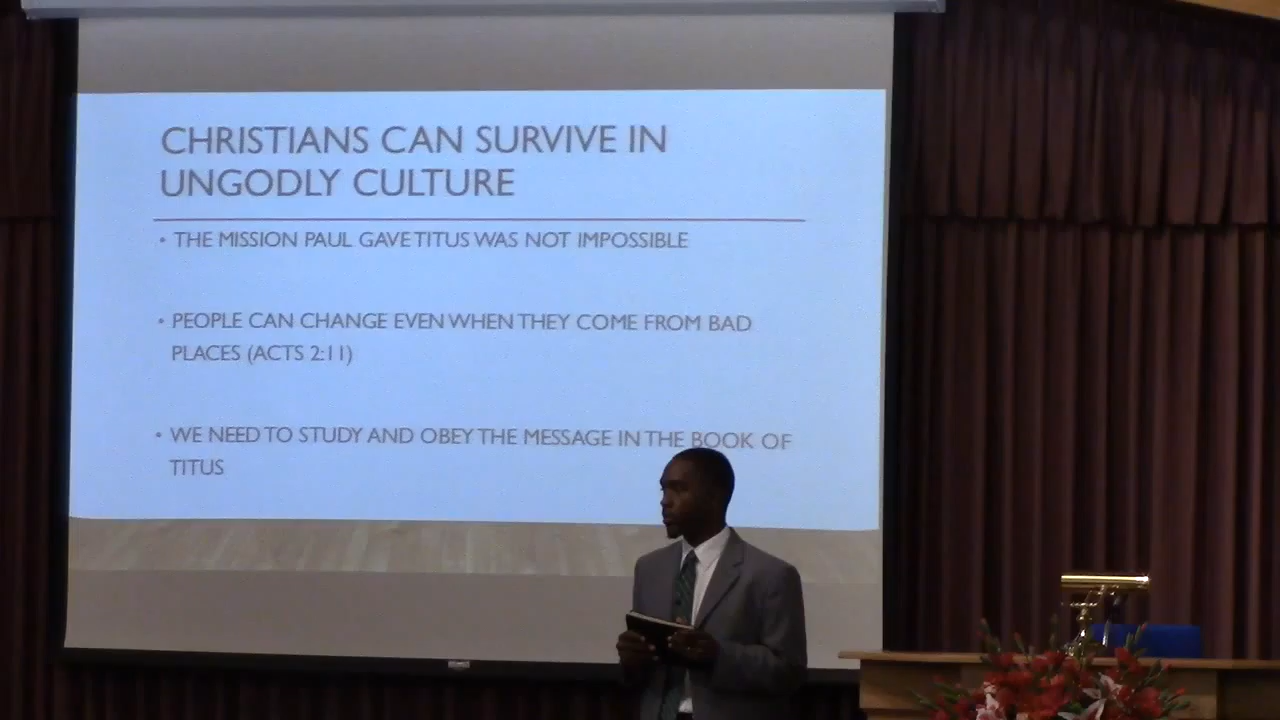 CHRISTIANS CAN SURVIVE IN
UNGODLY CULTURE
• THE MISSION PAUL GAVE TITUS WAS NOT IMPOSSIBLE
• PEOPLE CAN CHANGE EVEN WHEN THEY COME FROM BAD
PLACES (ACTS 2:11)
• WE NEED TO STUDY AND OBEY THE MESSAGE IN THE BOOK OF
TITUS